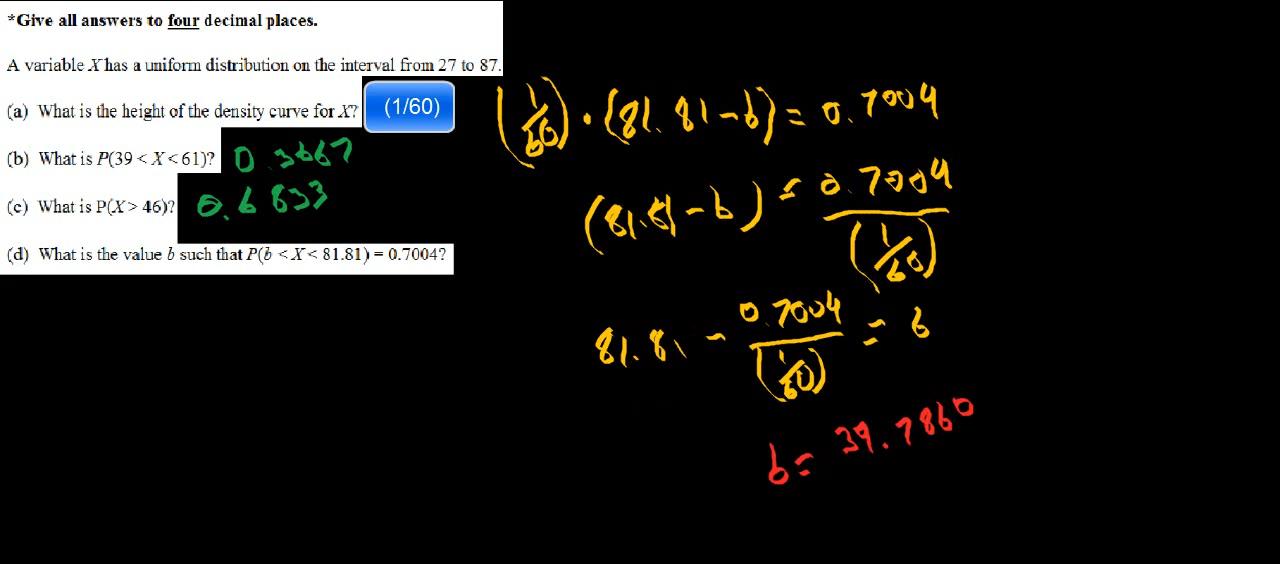 *Give all answers to four decimal places.
A variable X has a uniform distribution on the interval from 27 to 87.
(a) What is the height of the density curve for X? (1/60)
(b) What is P(39 < X < 61)? 0.3667
(c) What is P(X > 46)? 0.6833
(d) What is the value b such that P(b < X < 81.81) = 0.7004?
(1/60) · (81.81 - b) = 0.7004
(81.81 - b) = 0.7004 / (1/60)
81.81 - 0.7004 / (1/60) = b
b = 39.7860